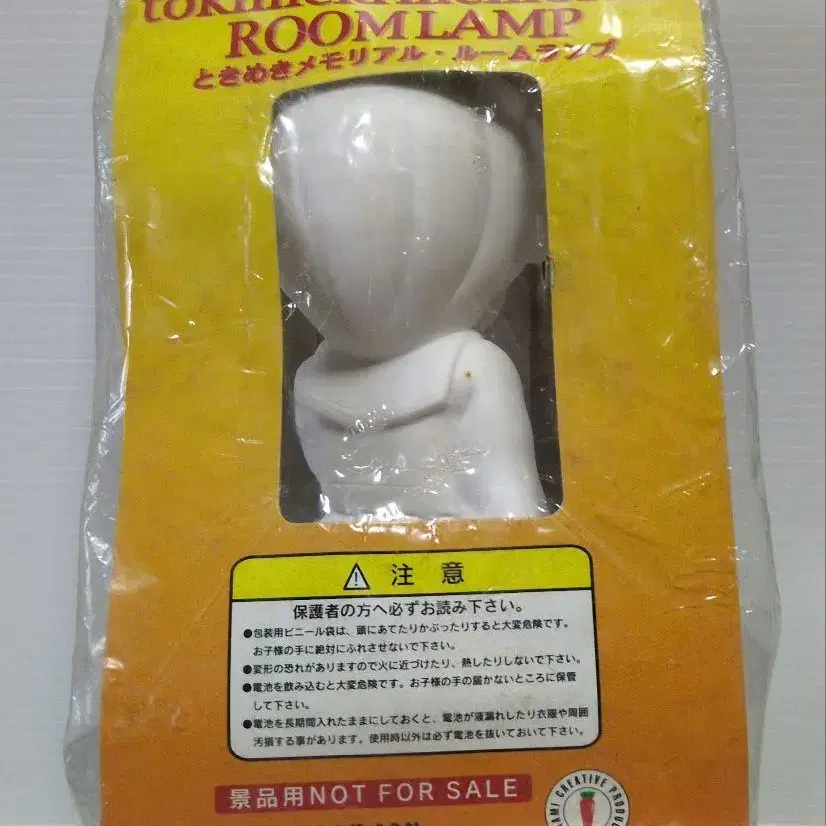 ROOM LAMP
ときめきメモリアル・ルームランプ
⚠ 注 意
保護者の方へ必ずお読み下さい。
●包装用ビニール袋は、頭にあてたりかぶったりすると大変危険です。
お子様の手に絶対にふれさせないで下さい。
●変形の恐れがありますので火に近づけたり、熱したりしないで下さい。
●電池を飲み込むと大変危険です。お子様の手の届かないところに保管
して下さい。
●電池を長期間入れたままにしておくと、電池が液漏れしたり衣服や周囲
汚損する事があります。使用時以外は必ず電池を抜いておいて下さい。
景品用NOT FOR SALE
CREATIVE